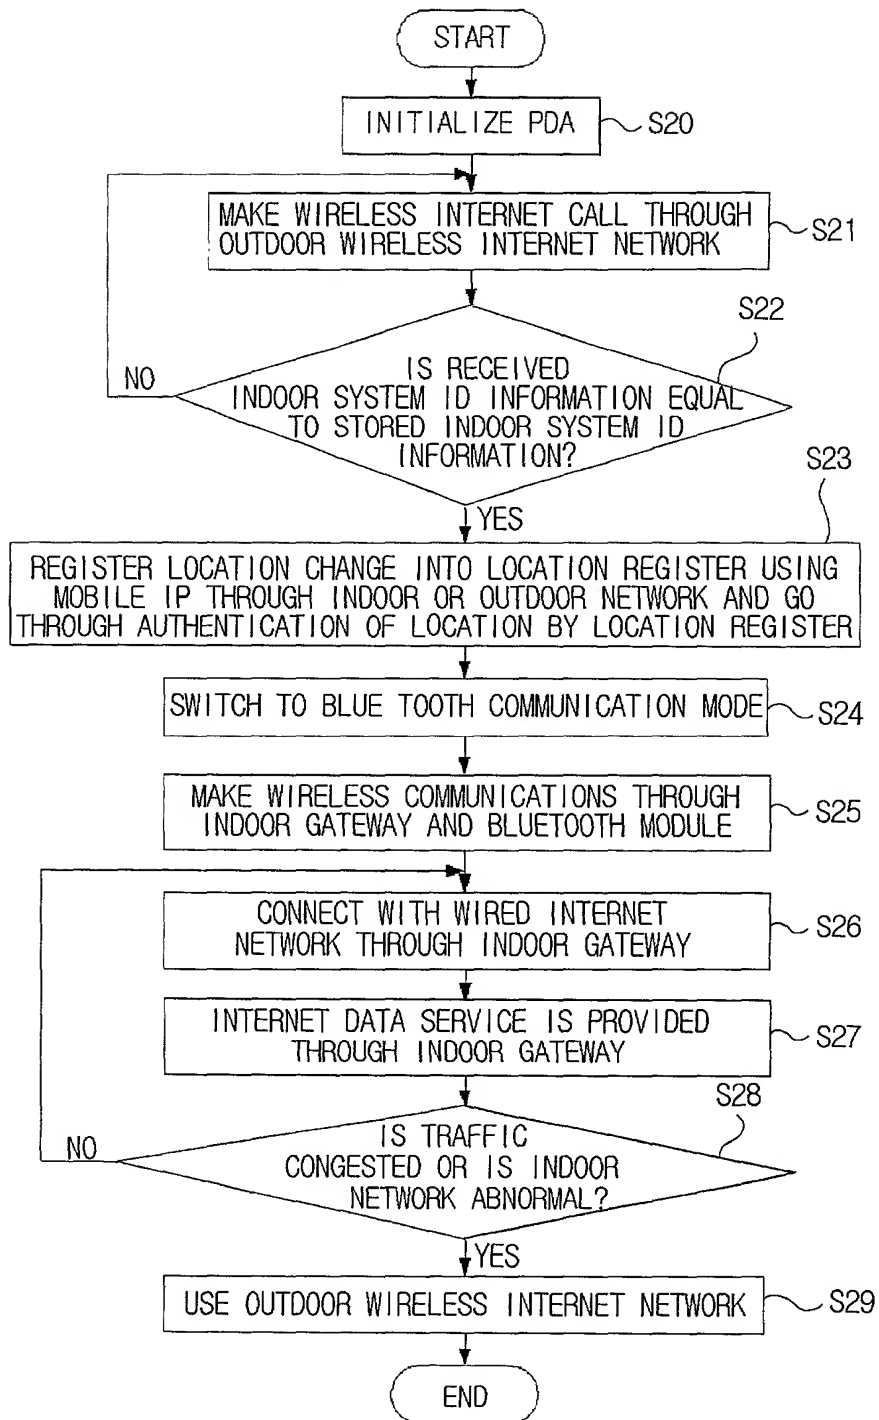 START
INITIALIZE PDA
S20
MAKE WIRELESS INTERNET CALL THROUGH
OUTDOOR WIRELESS INTERNET NETWORK
S21
S22
IS RECEIVED
INDOOR SYSTEM ID INFORMATION EQUAL
TO STORED INDOOR SYSTEM ID
INFORMATION?
NO
YES
S23
REGISTER LOCATION CHANGE INTO LOCATION REGISTER USING
MOBILE IP THROUGH INDOOR OR OUTDOOR NETWORK AND GO
THROUGH AUTHENTICATION OF LOCATION BY LOCATION REGISTER
SWITCH TO BLUE TOOTH COMMUNICATION MODE
S24
MAKE WIRELESS COMMUNICATIONS THROUGH
INDOOR GATEWAY AND BLUETOOTH MODULE
S25
CONNECT WITH WIRED INTERNET
NETWORK THROUGH INDOOR GATEWAY
S26
INTERNET DATA SERVICE IS PROVIDED
THROUGH INDOOR GATEWAY
S27
S28
IS TRAFFIC
CONGESTED OR IS INDOOR
NETWORK ABNORMAL?
NO
YES
USE OUTDOOR WIRELESS INTERNET NETWORK
S29
END